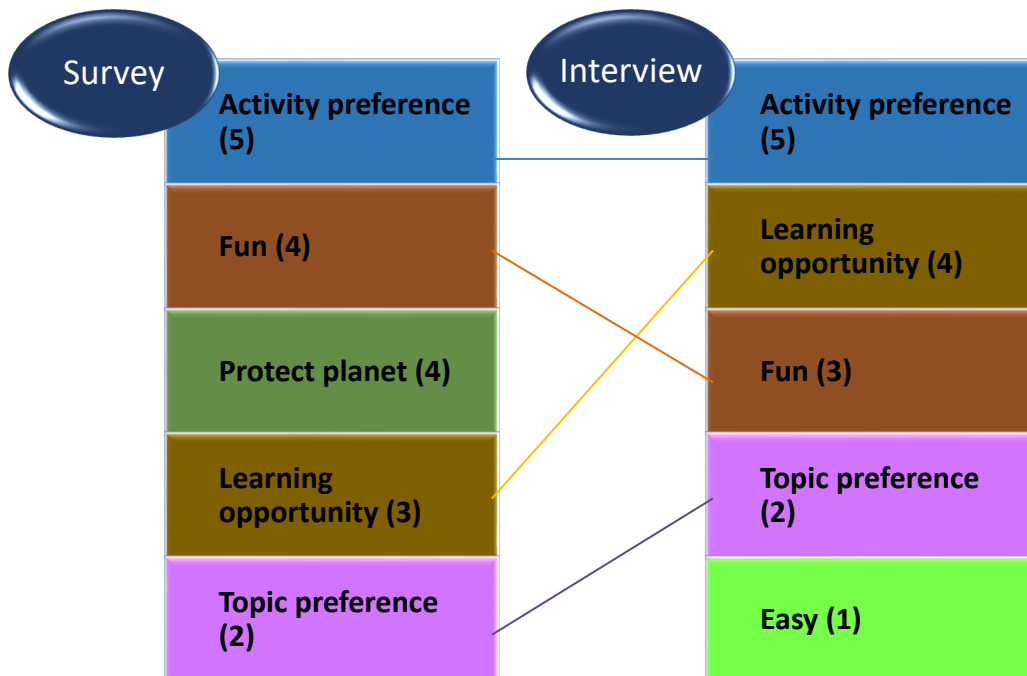 Survey
Activity preference
(5)
Fun (4)
Protect planet (4)
Learning
opportunity (3)
Topic preference
(2)
Interview
Activity preference
(5)
Learning
opportunity (4)
Fun (3)
Topic preference
(2)
Easy (1)